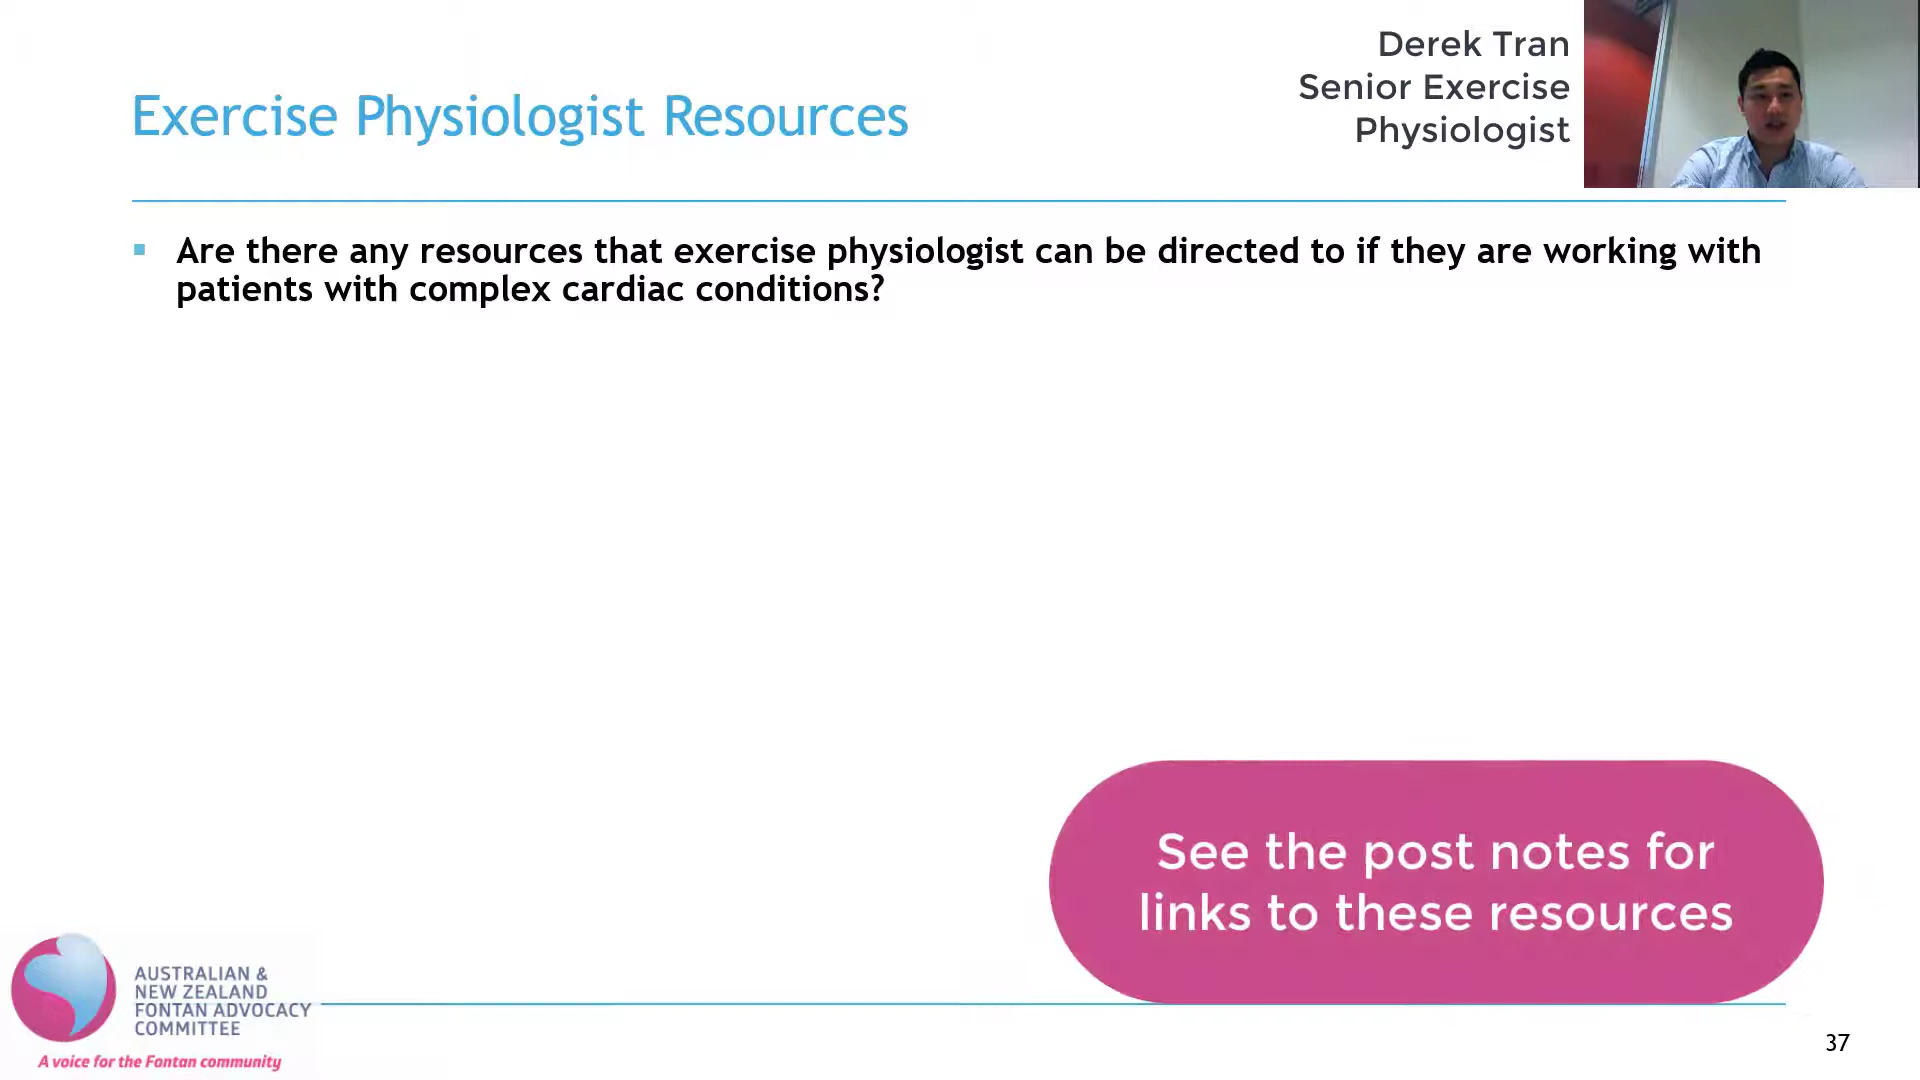 Derek Tran
Senior Exercise
Physiologist
Exercise Physiologist Resources
Are there any resources that exercise physiologist can be directed to if they are working with
patients with complex cardiac conditions?
See the post notes for
links to these resources
AUSTRALIAN &
NEW ZEALAND
FONTAN ADVOCACY
COMMITTEE
A voice for the Fontan community
37